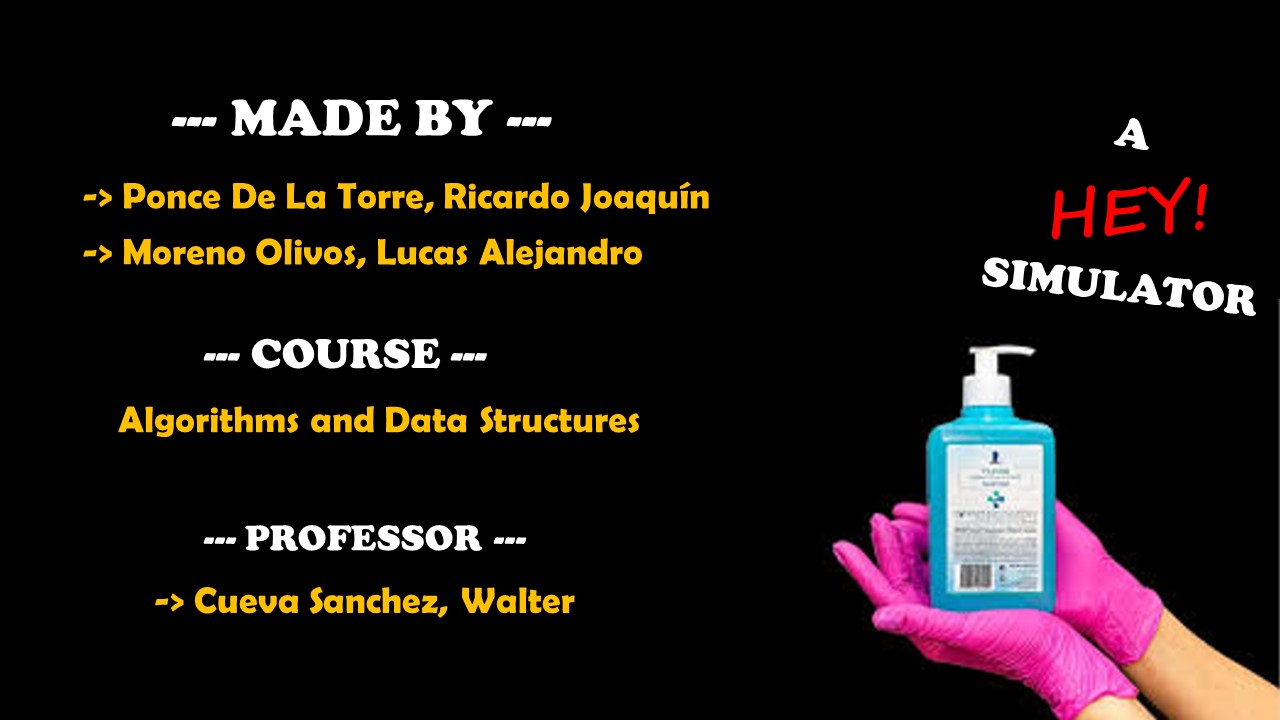 --- MADE BY ---
-> Ponce De La Torre, Ricardo Joaquín
-> Moreno Olivos, Lucas Alejandro
--- COURSE ---
Algorithms and Data Structures
--- PROFESSOR ---
-> Cueva Sanchez, Walter
A
HEY!
SIMULATOR